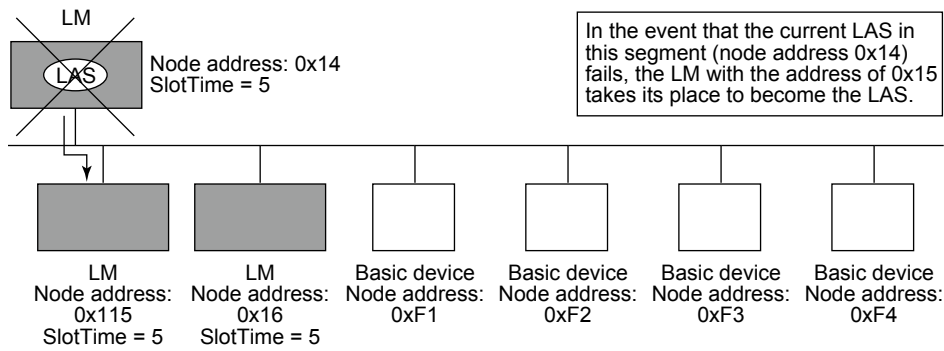 LM
LAS
Node address: 0x14
SlotTime = 5
In the event that the current LAS in
this segment (node address 0x14)
fails, the LM with the address of 0x15
takes its place to become the LAS.
LM
Node address:
0x115
SlotTime = 5
LM
Node address:
0x16
SlotTime = 5
Basic device
Node address:
0xF1
Basic device
Node address:
0xF2
Basic device
Node address:
0xF3
Basic device
Node address:
0xF4